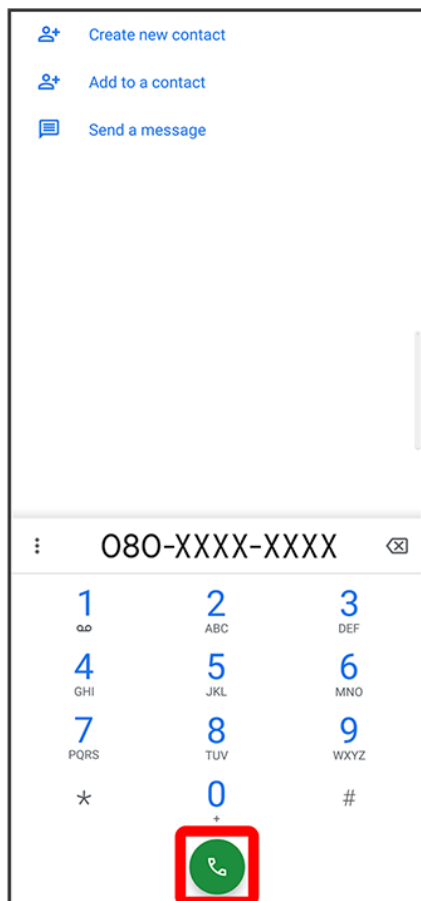 Create new contact
Add to a contact
Send a message
080-XXXX-XXXX
1 2 3
ABC DEF
4 5 6
GHI JKL MNO
7 8 9
PQRS TUV WXYZ
* 0 #
+